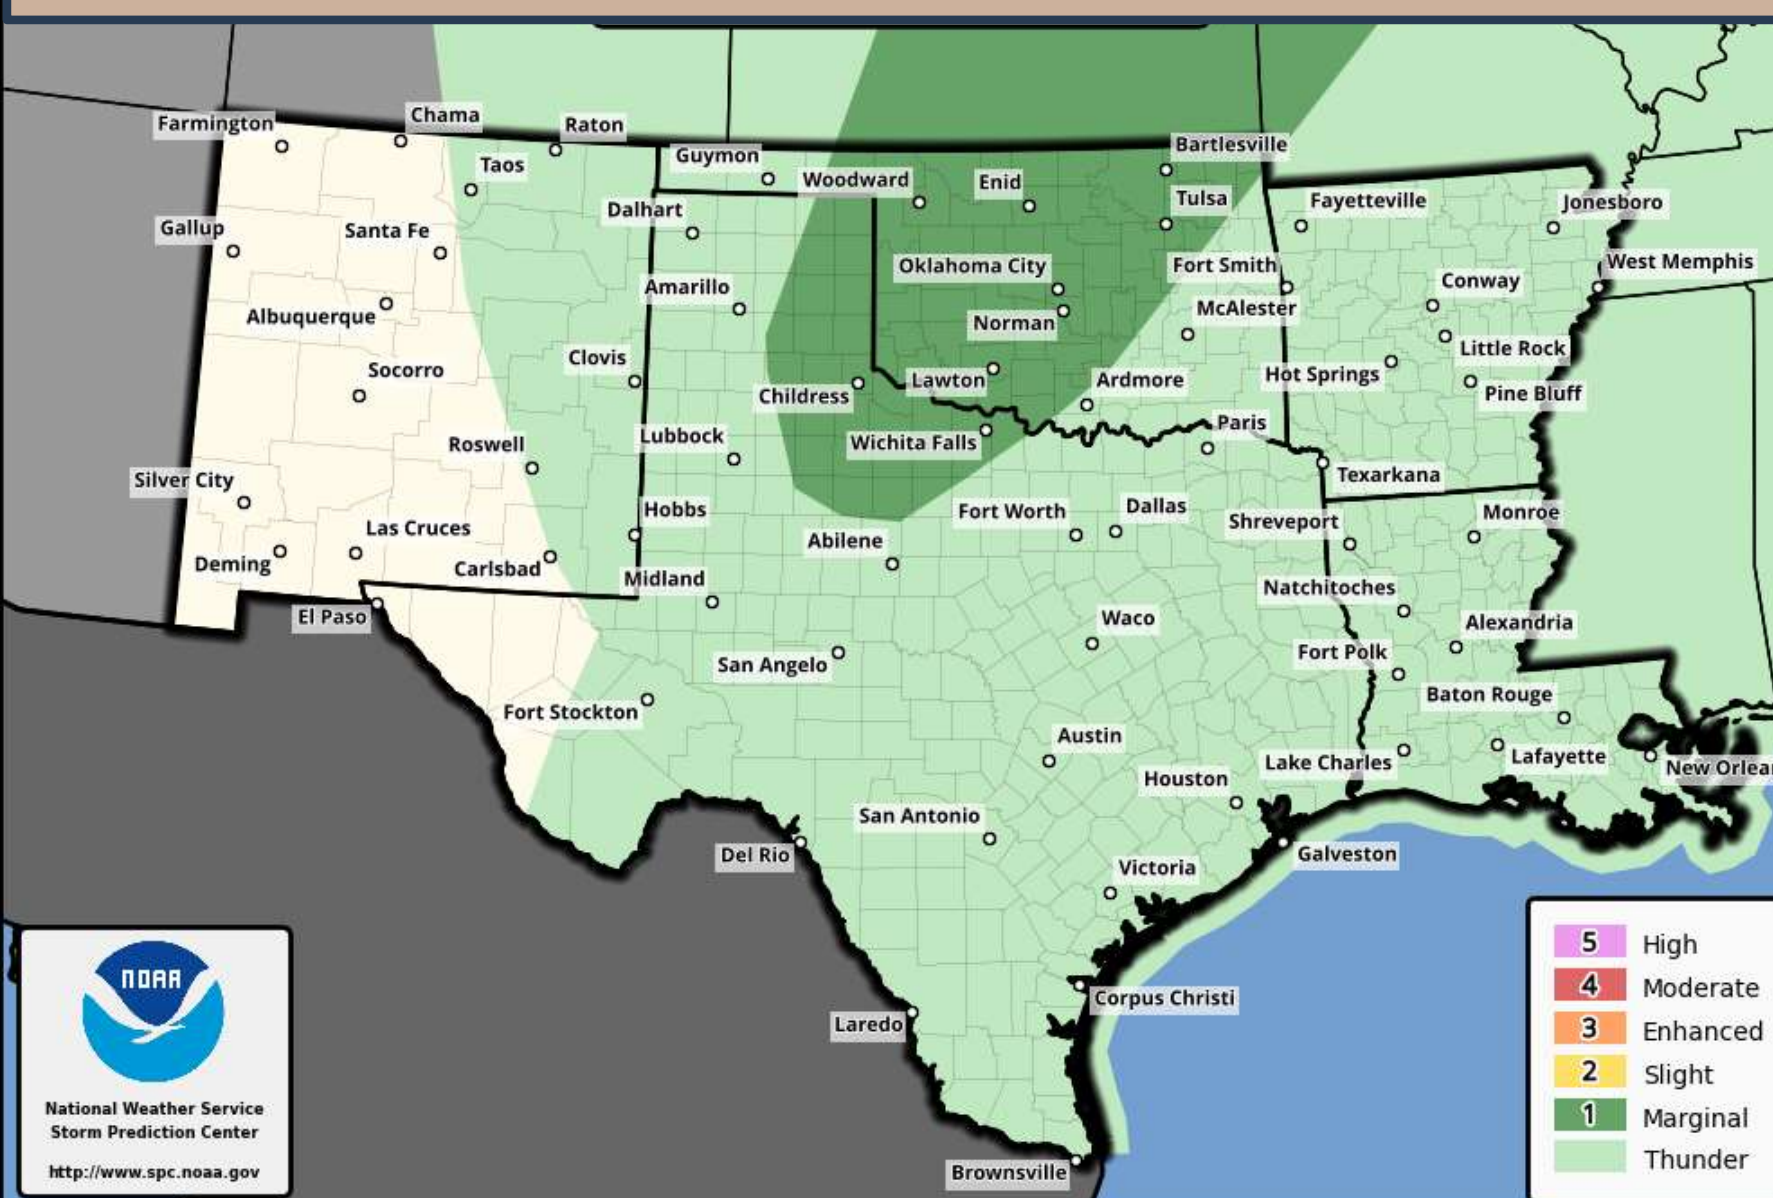 Farmington
Chama
Raton
Taos
Guymon
Bartlesville
Woodward
Enid
Tulsa
Fayetteville
Jonesboro
Dalhart
Gallup
Santa Fe
Oklahoma City
Fort Smith
West Memphis
Amarillo
Conway
Albuquerque
Norman
McAlester
Little Rock
Socorro
Clovis
Childress
Lawton
Ardmore
Hot Springs
Pine Bluff
Roswell
Lubbock
Wichita Falls
Paris
Texarkana
Silver City
Hobbs
Las Cruces
Fort Worth
Dallas
Shreveport
Monroe
Deming
Carlsbad
Abilene
Midland
Natchitoches
El Paso
Waco
Alexandria
San Angelo
Fort Polk
Baton Rouge
Fort Stockton
Austin
Houston
Lake Charles
Lafayette
New Orlea
San Antonio
Del Rio
Galveston
Victoria
Corpus Christi
Laredo
Brownsville
NOAA
National Weather Service
Storm Prediction Center
http://www.spc.noaa.gov
5 High
4 Moderate
3 Enhanced
2 Slight
1 Marginal
Thunder